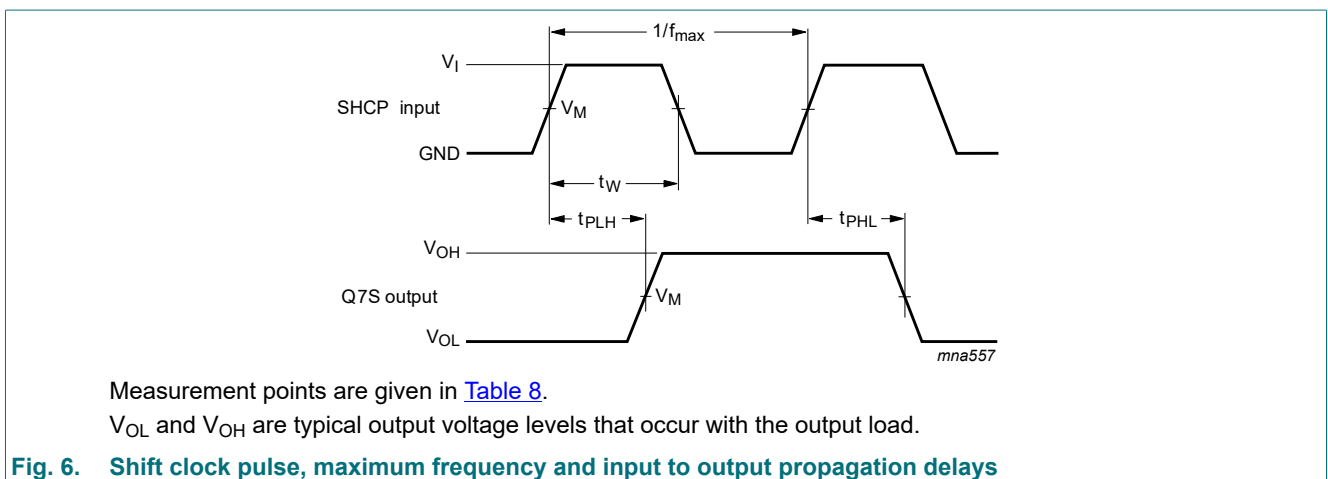 1/fmax
VI
SHCP input
VM
GND
tW
tPLH
tPHL
VOH
Q7S output
VM
VOL
mna557
Measurement points are given in Table 8.
VOL and VOH are typical output voltage levels that occur with the output load.
Fig. 6. Shift clock pulse, maximum frequency and input to output propagation delays